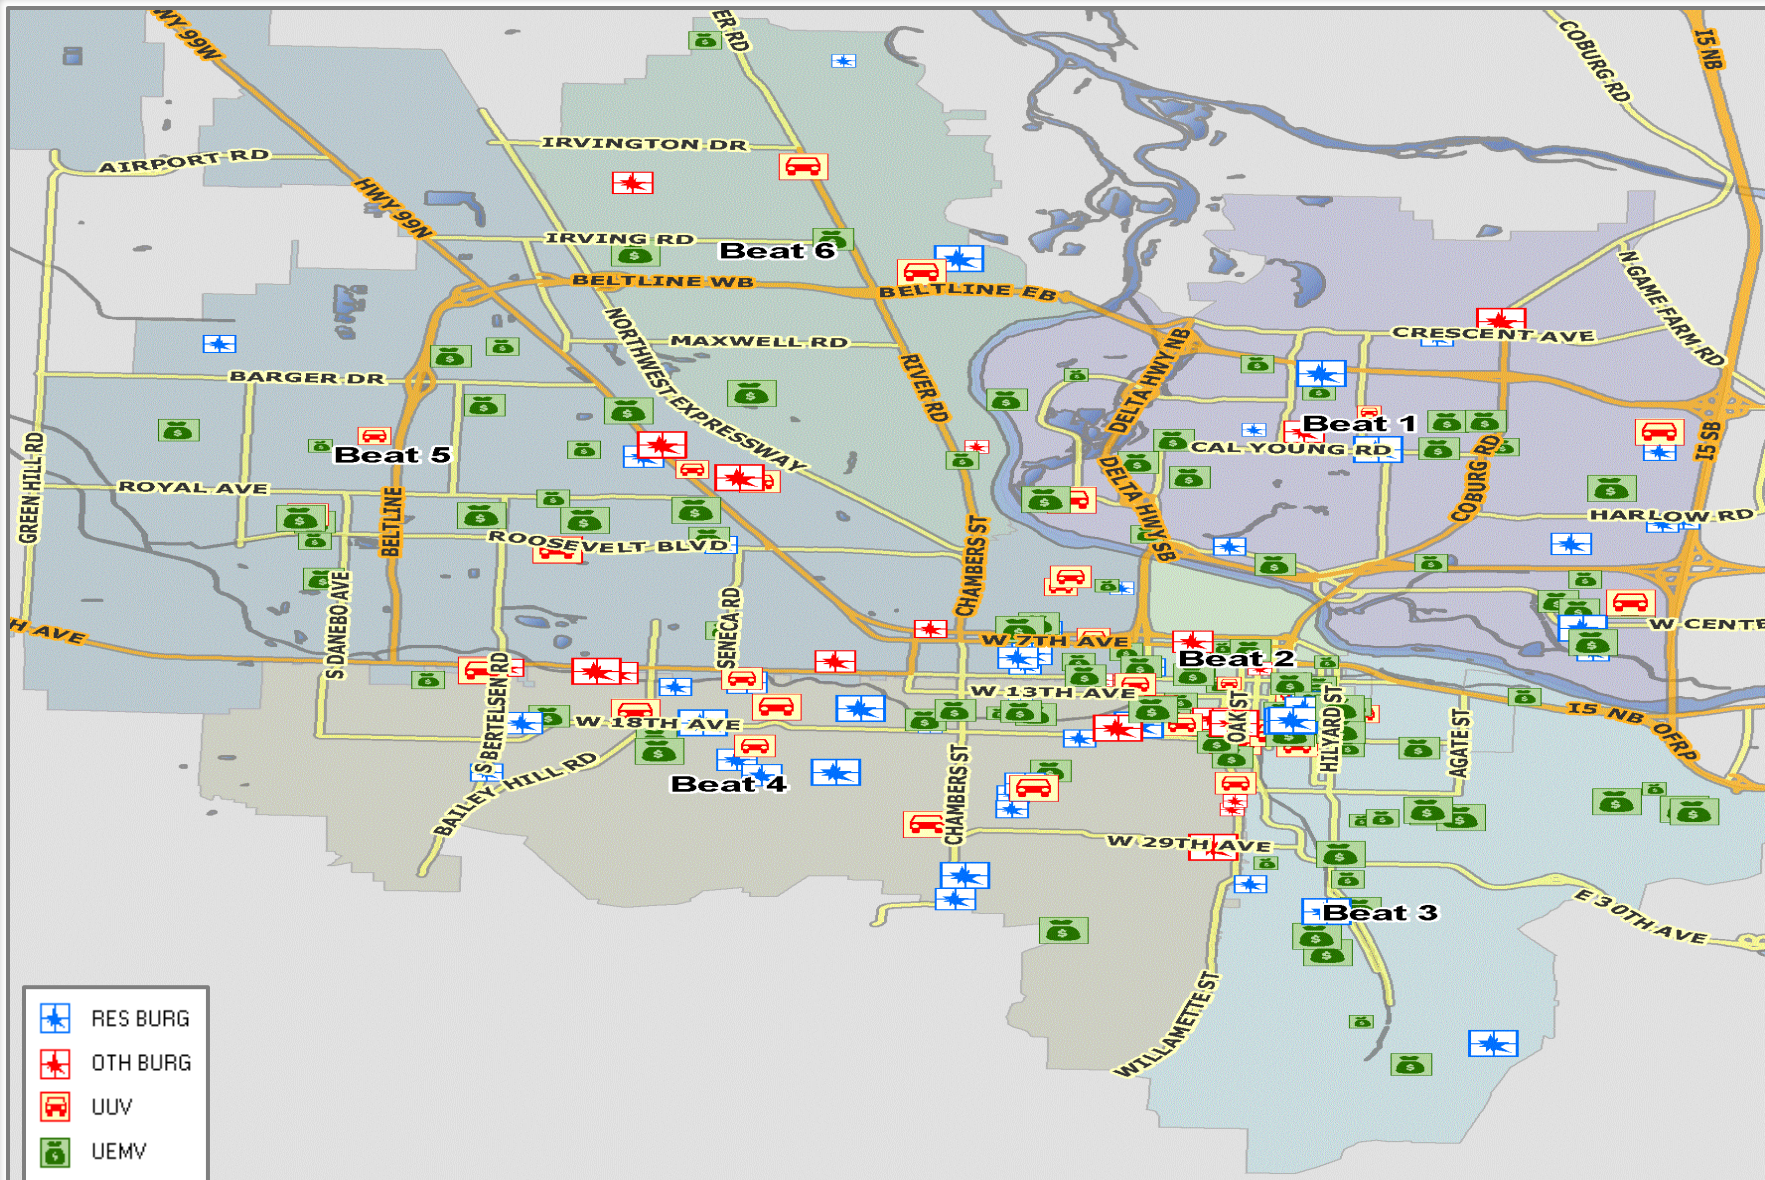 HWY 99W
ER RD
COBURG RD
I5 NB
IRVINGTON DR
AIRPORT RD
HWY 99N
IRVING RD
Beat 6
N GAME FARM RD
BELTLINE WB
BELTLINE EB
NORTHWEST EXPRESSWAY
MAXWELL RD
DELTA HWY NB
CRESCENT AVE
BARGER DR
RIVER RD
Beat 1
I5 SB
GREEN HILL RD
Beat 5
CAL YOUNG RD
COBURG RD
ROYAL AVE
DELTA HWY SB
HARLOW RD
BELTLINE
ROOSEVELT BLVD
CHAMBERS ST
S DANEBO AVE
SENECA RD
H AVE
W 7TH AVE
W CENTE
Beat 2
W 13TH AVE
S BERTELSEN RD
W 18TH AVE
OAK ST
HILYARD ST
AGATE ST
I5 NB
OFRP
BAILEY HILL RD
Beat 4
CHAMBERS ST
W 29TH AVE
E 30TH AVE
Beat 3
WILLAMETTE ST
RES BURG
OTH BURG
UUV
UEMV